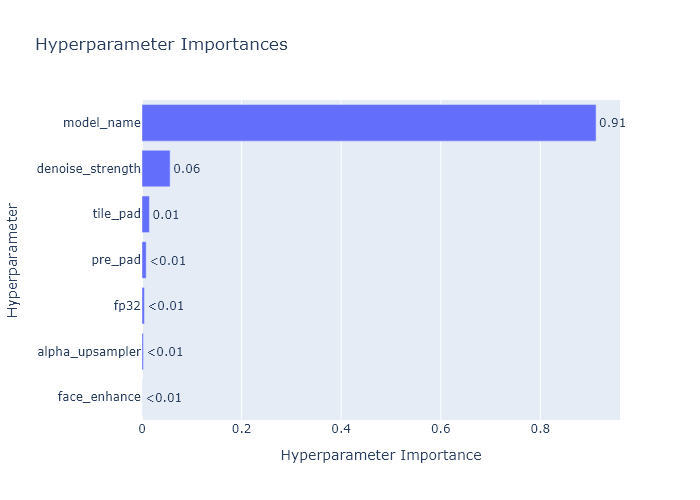 Hyperparameter Importances
Hyperparameter
model_name 0.91
denoise_strength 0.06
tile_pad 0.01
pre_pad <0.01
fp32 <0.01
alpha_upsampler <0.01
face_enhance <0.01
0 0.2 0.4 0.6 0.8
Hyperparameter Importance